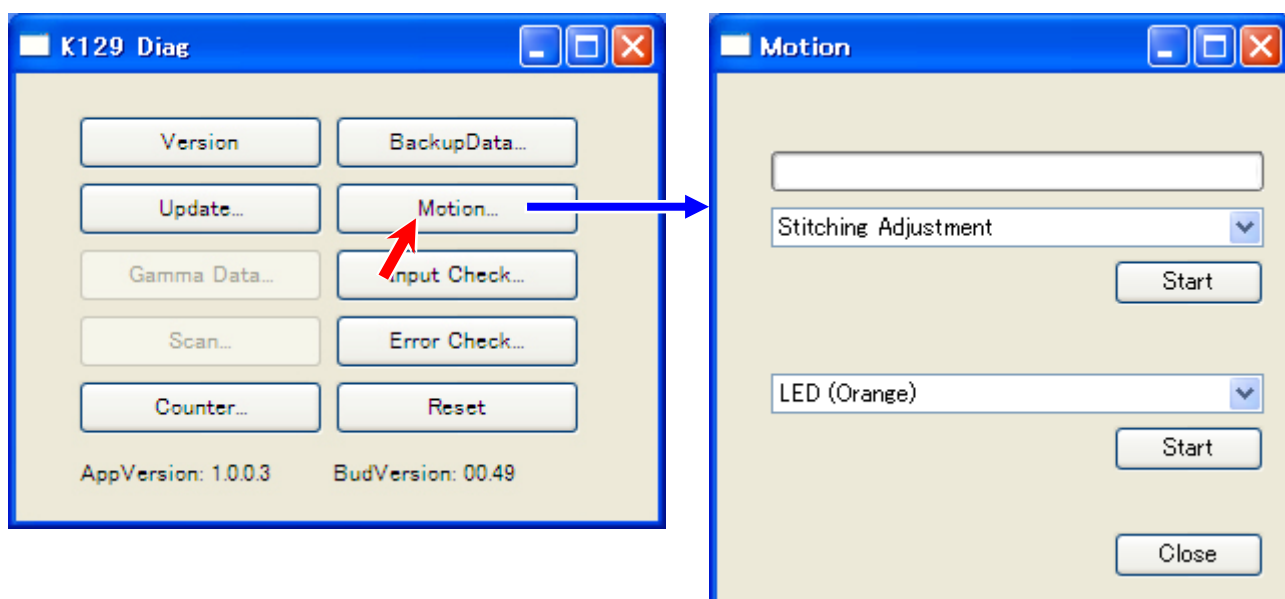 K129 Diag
Version
BackupData...
Update...
Motion...
Gamma Data...
Input Check...
Scan...
Error Check...
Counter...
Reset
AppVersion: 1.0.0.3
BudVersion: 00.49
Motion
Stitching Adjustment
Start
LED (Orange)
Start
Close